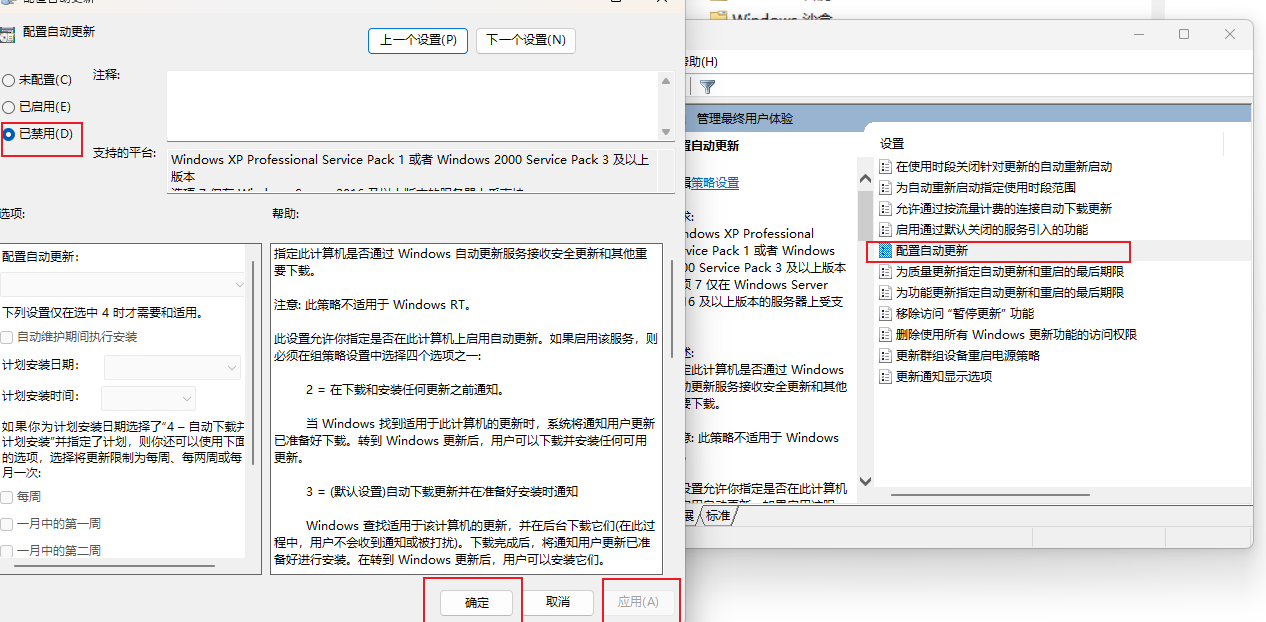 配置自动更新
上一个设置(P)
下一个设置(N)
未配置(C)
已启用(E)
已禁用(D)
注释:
支持的平台:
Windows XP Professional Service Pack 1 或者 Windows 2000 Service Pack 3 及以上
版本
选项:
帮助:
配置自动更新:
下列设置仅在选中 4 时才需要和适用。
自动维护期间执行安装
计划安装日期:
计划安装时间:
如果你为计划安装日期选择了“4 – 自动下载并
计划安装”并指定了计划，则你还可以使用下面
的选项，选择将更新限制为每周、每两周或每
月一次:
每周
一月中的第一周
一月中的第二周
指定此计算机是否通过 Windows 自动更新服务接收安全更新和其他重
要下载。
注意: 此策略不适用于 Windows RT。
此设置允许你指定是否在此计算机上启用自动更新。如果启用该服务，则
必须在组策略设置中选择四个选项之一:
2 = 在下载和安装任何更新之前通知。
当 Windows 找到适用于此计算机的更新时，系统将通知用户更新
已准备好下载。转到 Windows 更新后，用户可以下载并安装任何可用
更新。
3 = (默认设置)自动下载更新并在准备好安装时通知
Windows 查找适用于该计算机的更新，并在后台下载它们(在此过
程中，用户不会收到通知或被打扰)。下载完成后，将通知用户更新已准
备好进行安装。在转到 Windows 更新后，用户可以安装它们。
确定
取消
应用(A)
Windows 沙盒
助(H)
管理最终用户体验
置自动更新
策略设置
求:
ndows XP Professional
vice Pack 1 或者 Windows
00 Service Pack 3 及以上版本
项 7 仅在 Windows Server
16 及以上版本的服务器上受支
述:
定此计算机是否通过 Windows
动更新服务接收安全更新和其他
要下载。
意: 此策略不适用于 Windows
设置允许你指定是否在此计算机
展
标准
设置
在使用时段关闭针对更新的自动重新启动
为自动重新启动指定使用时段范围
允许通过按流量计费的连接自动下载更新
启用通过默认关闭的服务引入的功能
配置自动更新
为质量更新指定自动更新和重启的最后期限
为功能更新指定自动更新和重启的最后期限
移除访问 “暂停更新” 功能
删除使用所有 Windows 更新功能的访问权限
更新群组设备重启电源策略
更新通知显示选项